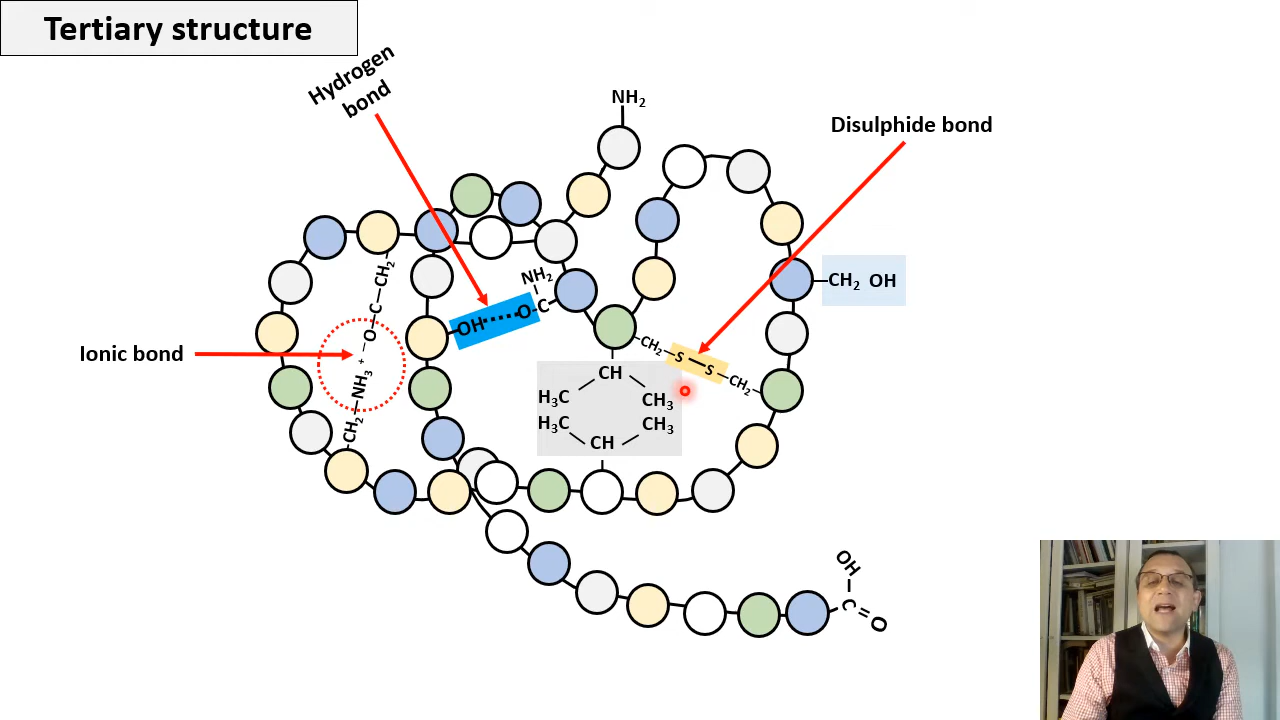 Tertiary structure
Hydrogen
bond
NH₂
Disulphide bond
NH₂
CH₂
C
O
OH·····O-C
CH₂ OH
Ionic bond
+ –
NH₃
CH₂
CH₂–S–S–CH₂
CH
H₃C CH₃
H₃C CH₃
CH
OH
C=O